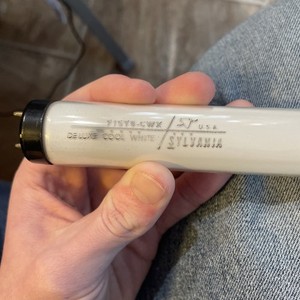 F15T8-CWX
USA
DELUXE COOL WHITE
SYLVANIA